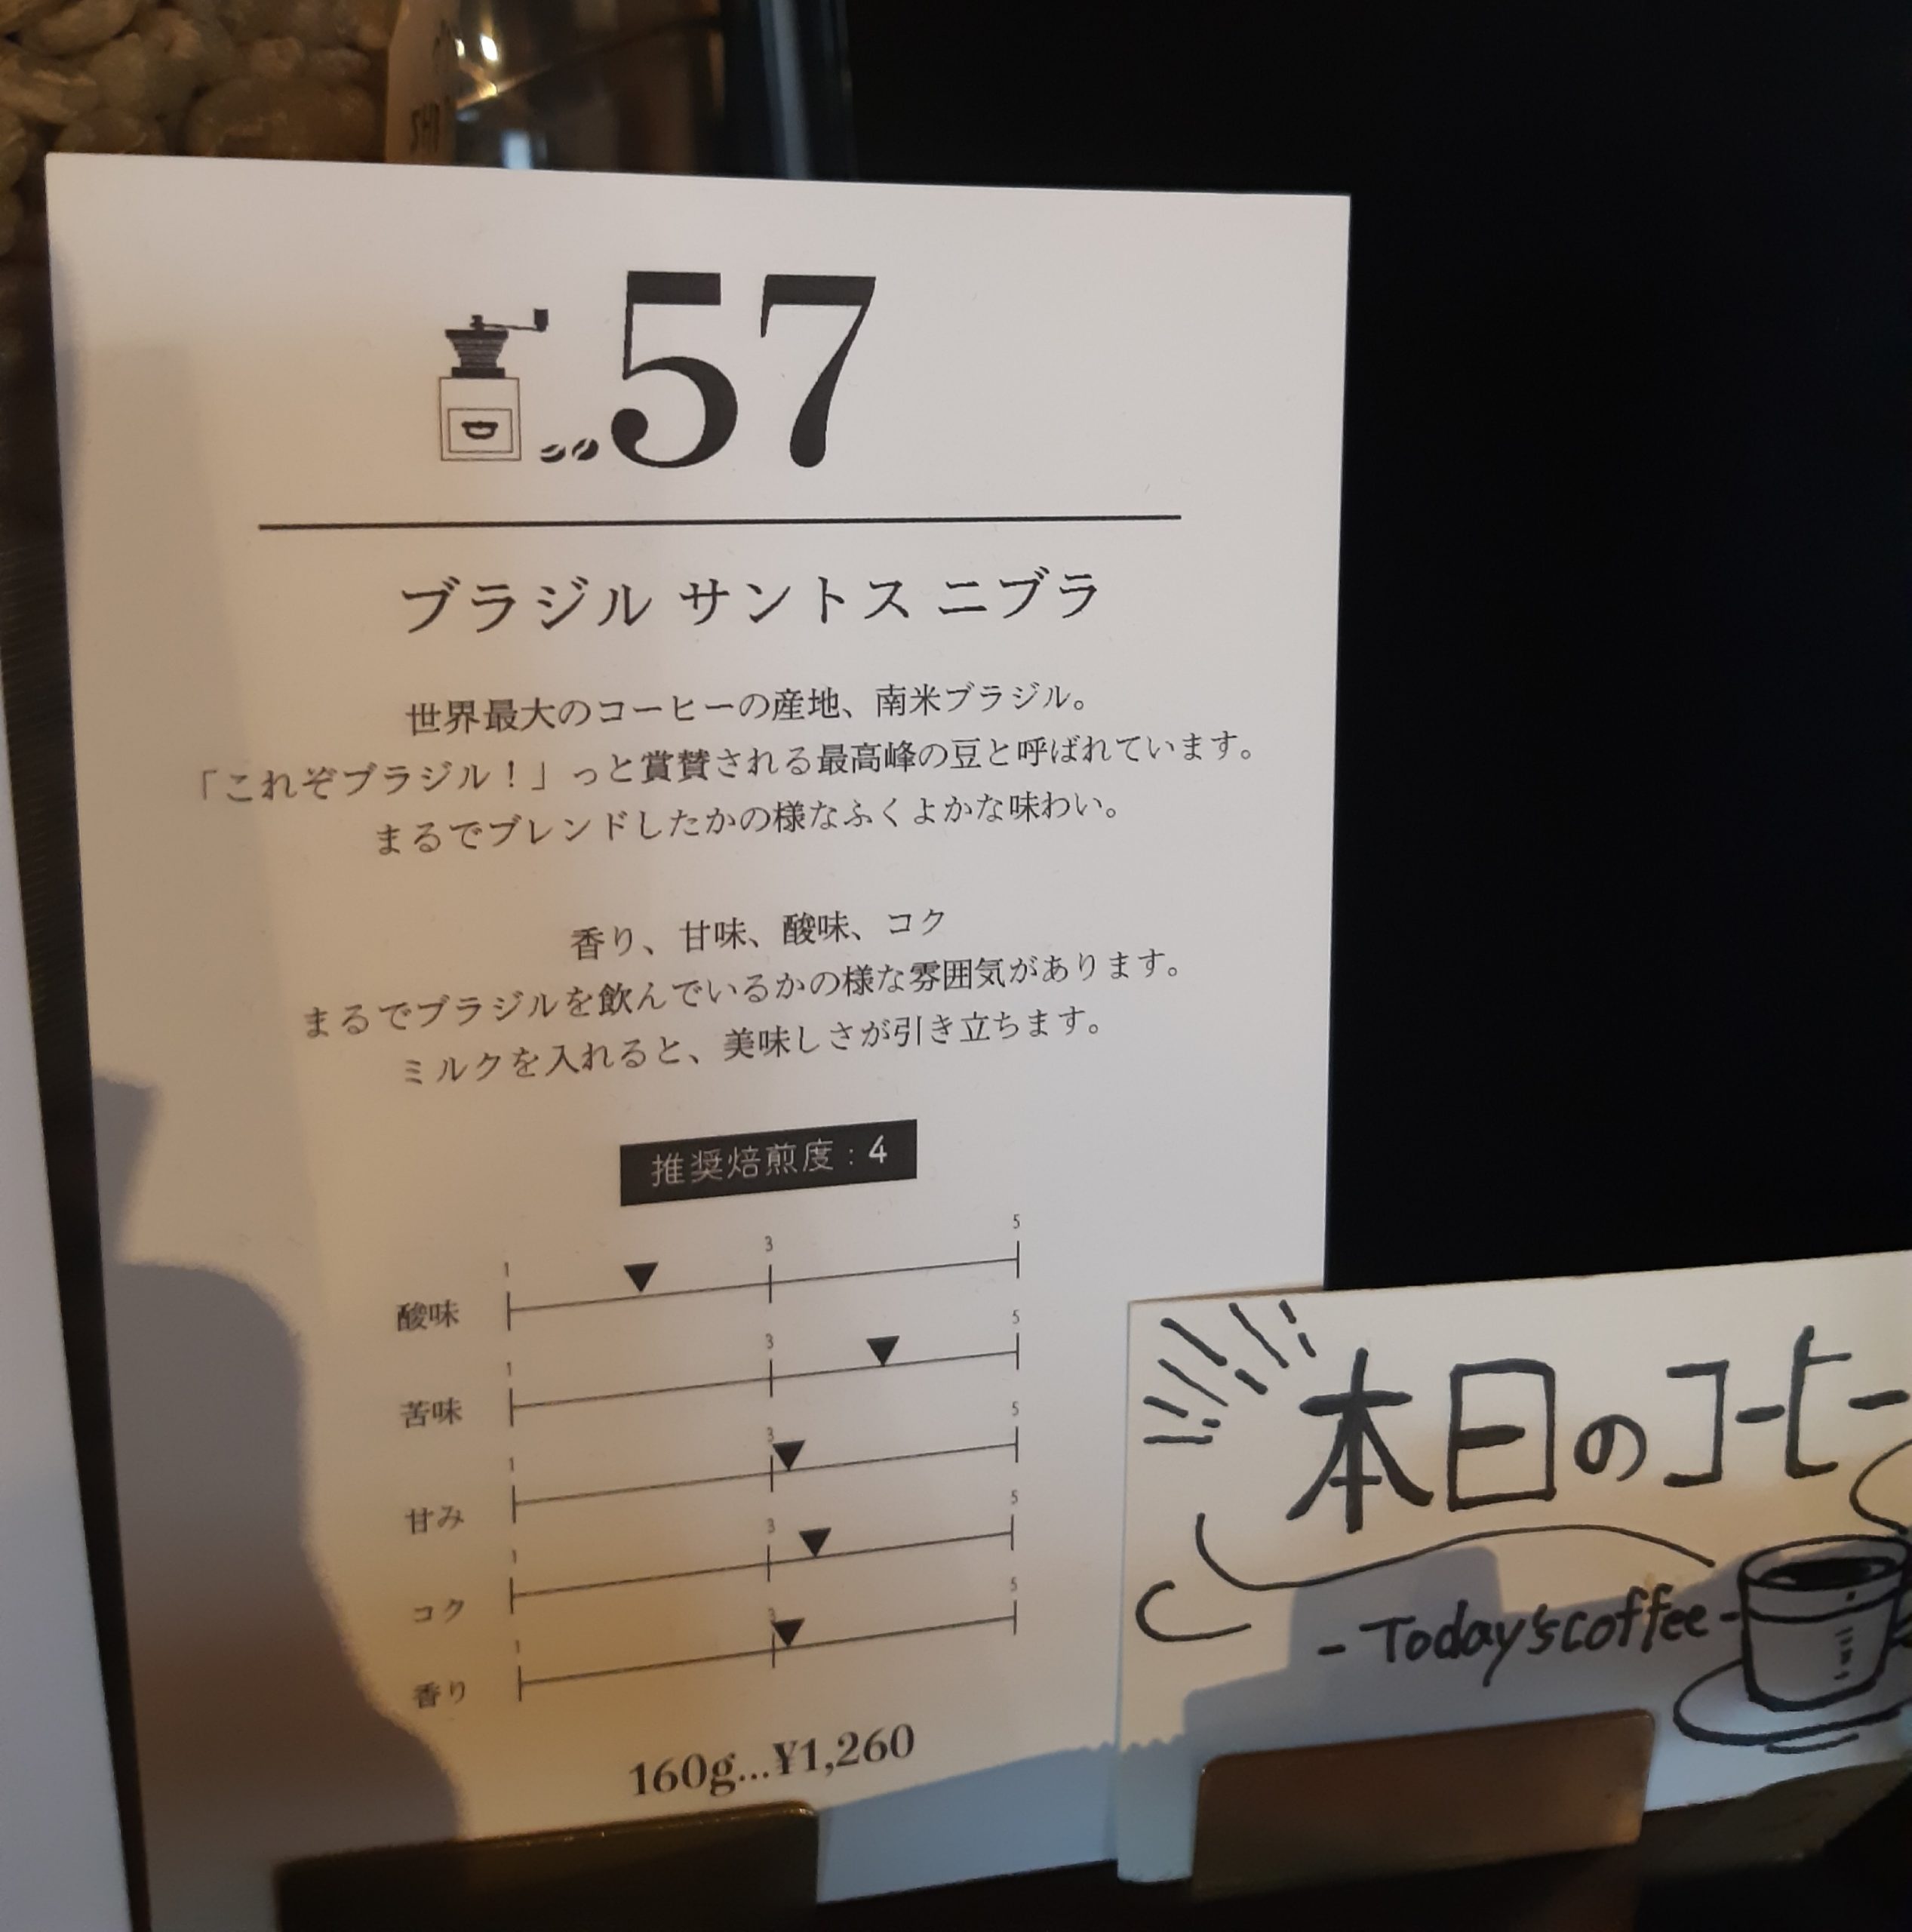 57
ブラジル サントス ニブラ
世界最大のコーヒーの産地、南米ブラジル。
「これぞブラジル！」っと賞賛される最高峰の豆と呼ばれています。
まるでブレンドしたかの様なふくよかな味わい。
香り、甘味、酸味、コク
まるでブラジルを飲んでいるかの様な雰囲気があります。
ミルクを入れると、美味しさが引き立ちます。
推奨焙煎度：4
酸味 1 3 5
苦味 1 3 5
甘み 1 3 5
コク 1 3 5
香り 1 3 5
160g...¥1,260
本日のコーヒー
-Today's coffee-